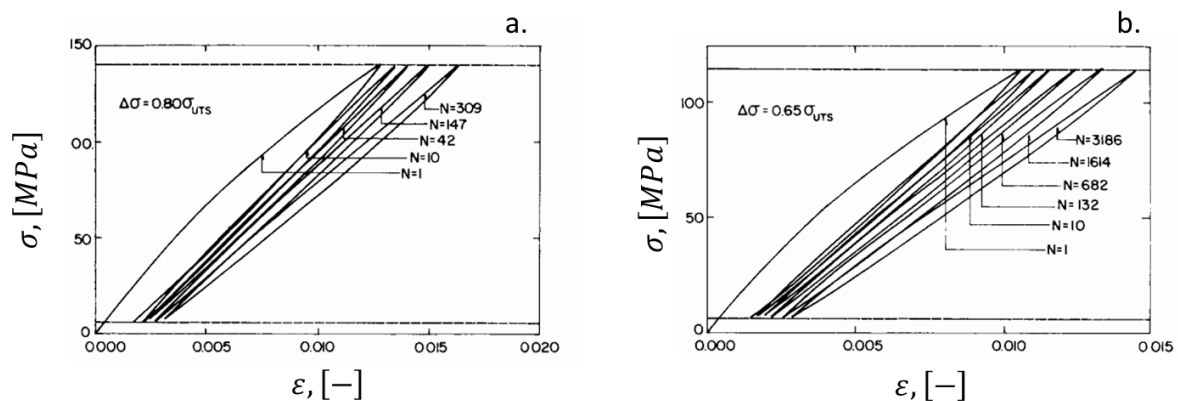 a.
150
00
50
0
0.000 0.005 0.010 0.015 0.020
σ, [MPa]
ε, [−]
Δσ = 0.80σUTS
N=309
N=147
N=42
N=10
N=1
b.
100
50
0
0.000 0.005 0.010 0.015
σ, [MPa]
ε, [−]
Δσ = 0.65σUTS
N=3186
N=1614
N=682
N=132
N=10
N=1